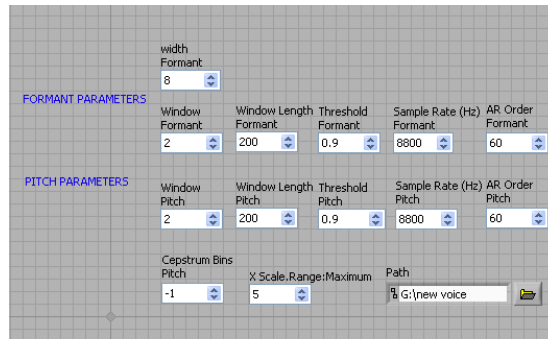 width
Formant
8
FORMANT PARAMETERS
Window Formant
Window Length Formant
Threshold Formant
Sample Rate (Hz) Formant
AR Order Formant
2 200 0.9 8800 60
PITCH PARAMETERS
Window Pitch
Window Length Pitch
Threshold Pitch
Sample Rate (Hz) Pitch
AR Order Pitch
2 200 0.9 8800 60
Cepstrum Bins
Pitch
-1
X Scale.Range:Maximum
5
Path
G:\new voice